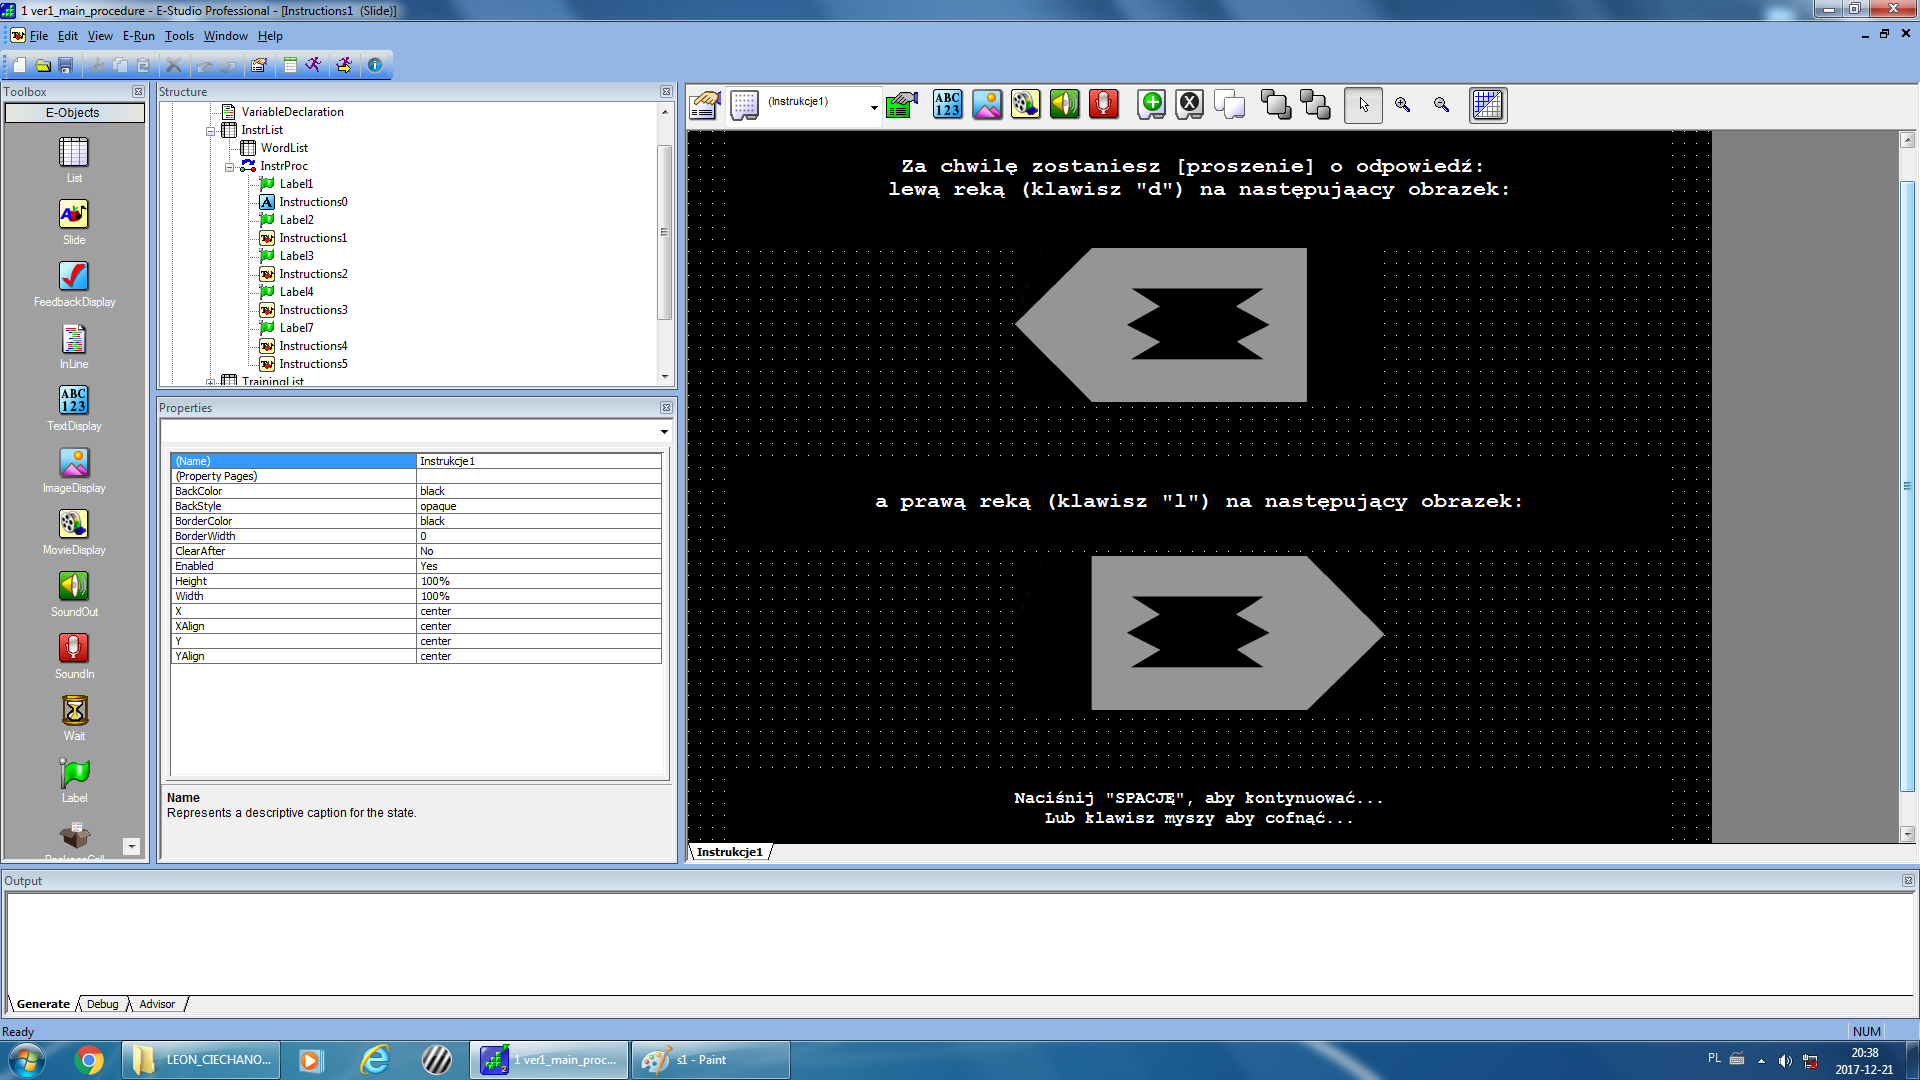 1 ver1_main_procedure - E-Studio Professional - [Instructions1 (Slide)]
File Edit View E-Run Tools Window Help
Toolbox
E-Objects
List
Slide
FeedbackDisplay
InLine
TextDisplay
ImageDisplay
MovieDisplay
SoundOut
SoundIn
Wait
Label
Structure
VariableDeclaration
InstrList
WordList
InstrProc
Label1
Instructions0
Label2
Instructions1
Label3
Instructions2
Label4
Instructions3
Label7
Instructions4
Instructions5
TrainingList
Properties
(Name) Instrukcje1
(Property Pages)
BackColor black
BackStyle opaque
BorderColor black
BorderWidth 0
ClearAfter No
Enabled Yes
Height 100%
Width 100%
X center
XAlign center
Y center
YAlign center
Name
Represents a descriptive caption for the state.
(Instrukcje1)
ABC
123
Za chwilę zostaniesz [proszenie] o odpowiedź:
lewą reką (klawisz "d") na następująacy obrazek:
a prawą reką (klawisz "l") na następujący obrazek:
Naciśnij "SPACJĘ", aby kontynuować...
Lub klawisz myszy aby cofnąć...
Instrukcje1
Output
Generate Debug Advisor
Ready
NUM
LEON_CIECHANO...
1 ver1_main_proc...
s1 - Paint
PL
20:38
2017-12-21